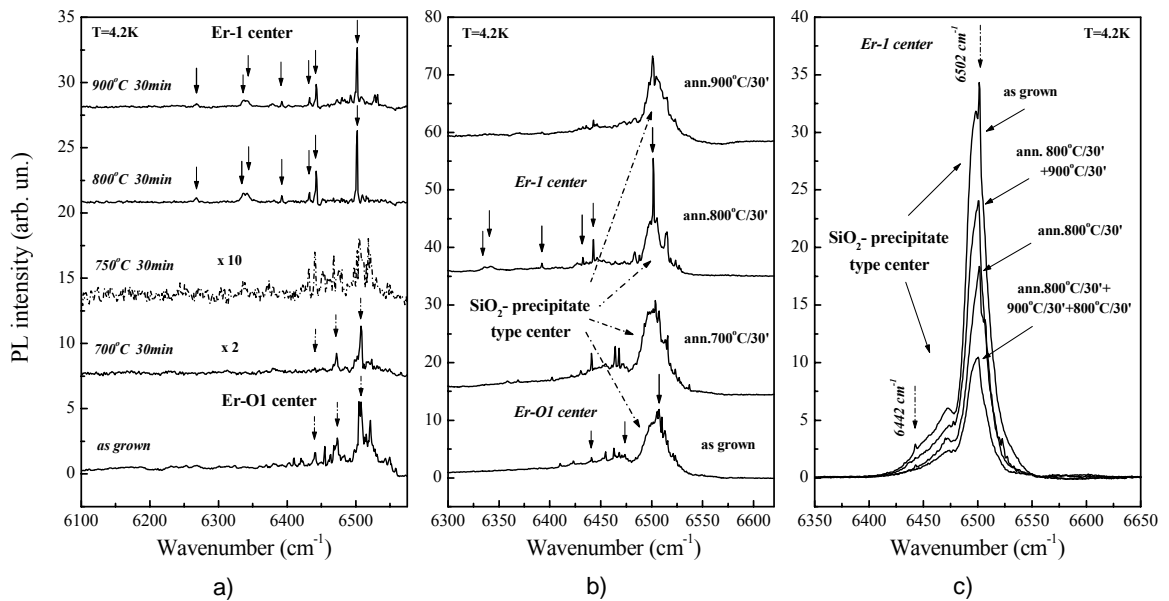 PL intensity (arb. un.)
35
30
25
20
15
10
5
0
T=4.2K
Er-1 center
900°C 30min
800°C 30min
750°C 30min
x 10
700°C 30min
x 2
Er-O1 center
as grown
6100 6200 6300 6400 6500
Wavenumber (cm-1)
a)
80
70
60
50
40
30
20
10
0
T=4.2K
ann.900°C/30'
Er-1 center
ann.800°C/30'
SiO2- precipitate
type center
ann.700°C/30'
Er-O1 center
as grown
6300 6350 6400 6450 6500 6550 6600
Wavenumber (cm-1)
b)
40
35
30
25
20
15
10
5
0
Er-1 center
6502 cm-1
T=4.2K
as grown
ann. 800°C/30'
+900°C/30'
SiO2- precipitate
type center
ann.800°C/30'
ann.800°C/30'+
900°C/30'+800°C/30'
6442 cm-1
6350 6400 6450 6500 6550 6600 6650
Wavenumber (cm-1)
c)